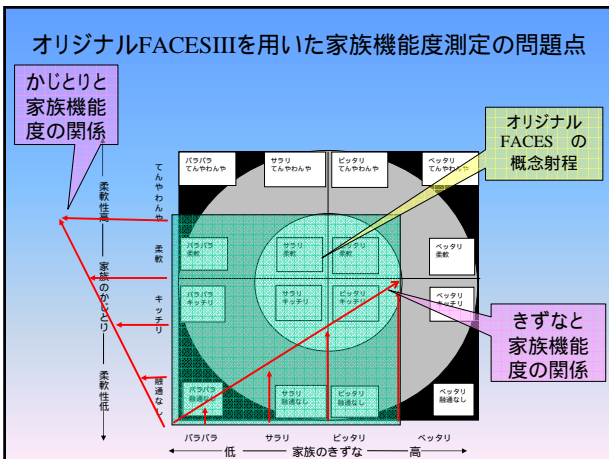 オリジナルFACESIIIを用いた家族機能度測定の問題点
かじとりと
家族機能
度の関係
オリジナル
FACES の
概念射程
きずなと
家族機能
度の関係
バラバラ
てんやわんや
サラリ
てんやわんや
ピッタリ
てんやわんや
ベッタリ
てんやわんや
バラバラ
柔軟
サラリ
柔軟
ピッタリ
柔軟
ベッタリ
柔軟
バラバラ
キッチリ
サラリ
キッチリ
ピッタリ
キッチリ
ベッタリ
キッチリ
バラバラ
融通なし
サラリ
融通なし
ピッタリ
融通なし
ベッタリ
融通なし
柔軟性高
家族のかじとり
柔軟性低
てんやわんや
柔軟
キッチリ
融通なし
バラバラ サラリ ピッタリ ベッタリ
低 家族のきずな 高